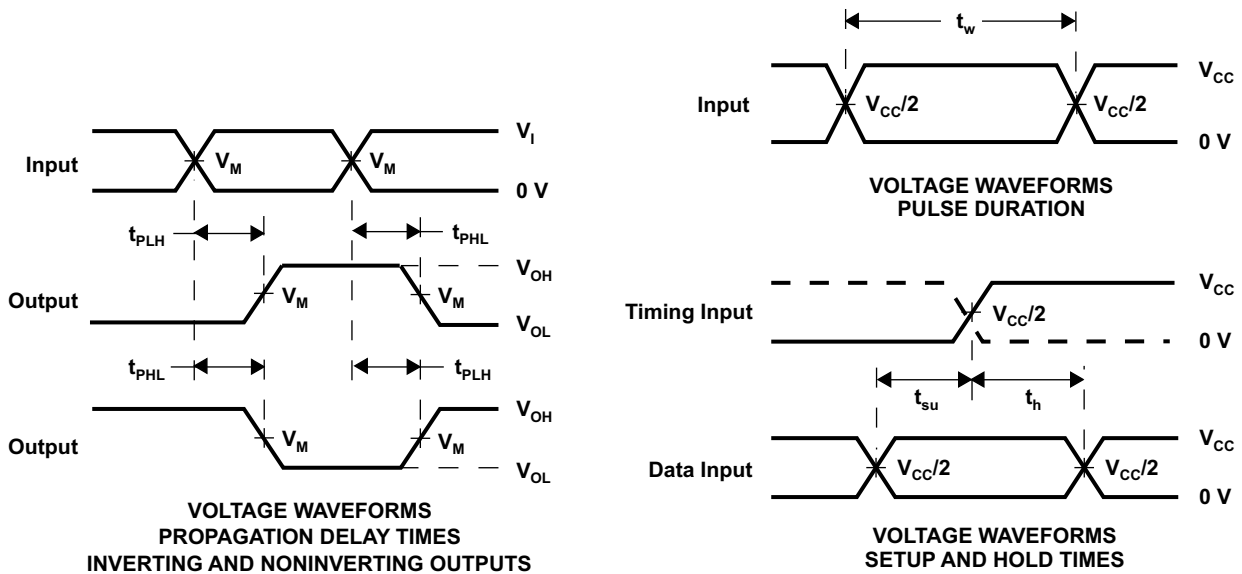 Input
V_I
V_M
V_M
0 V
t_PLH
t_PHL
Output
V_OH
V_M
V_M
V_OL
t_PHL
t_PLH
Output
V_OH
V_M
V_M
V_OL
VOLTAGE WAVEFORMS
PROPAGATION DELAY TIMES
INVERTING AND NONINVERTING OUTPUTS
t_w
Input
V_CC
V_CC/2
V_CC/2
0 V
VOLTAGE WAVEFORMS
PULSE DURATION
Timing Input
V_CC
V_CC/2
0 V
t_su
t_h
Data Input
V_CC
V_CC/2
V_CC/2
0 V
VOLTAGE WAVEFORMS
SETUP AND HOLD TIMES